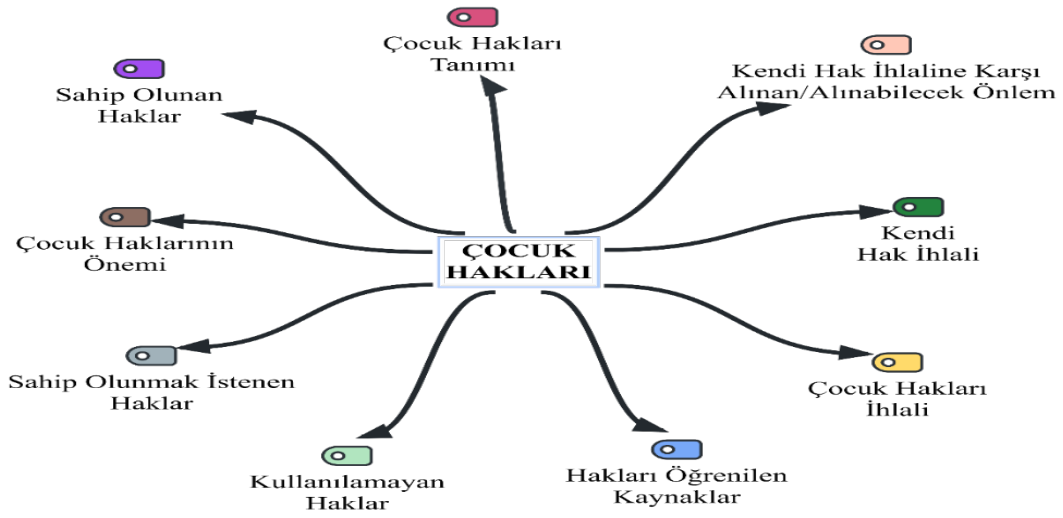 Çocuk Hakları
Tanımı
Kendi Hak İhlaline Karşı
Alınan/Alınabilecek Önlem
Sahip Olunan
Haklar
Kendi
Hak İhlali
Çocuk Haklarının
Önemi
ÇOCUK
HAKLARI
Sahip Olunmak İstenen
Haklar
Çocuk Hakları
İhlali
Kullanılamayan
Haklar
Hakları Öğrenilen
Kaynaklar